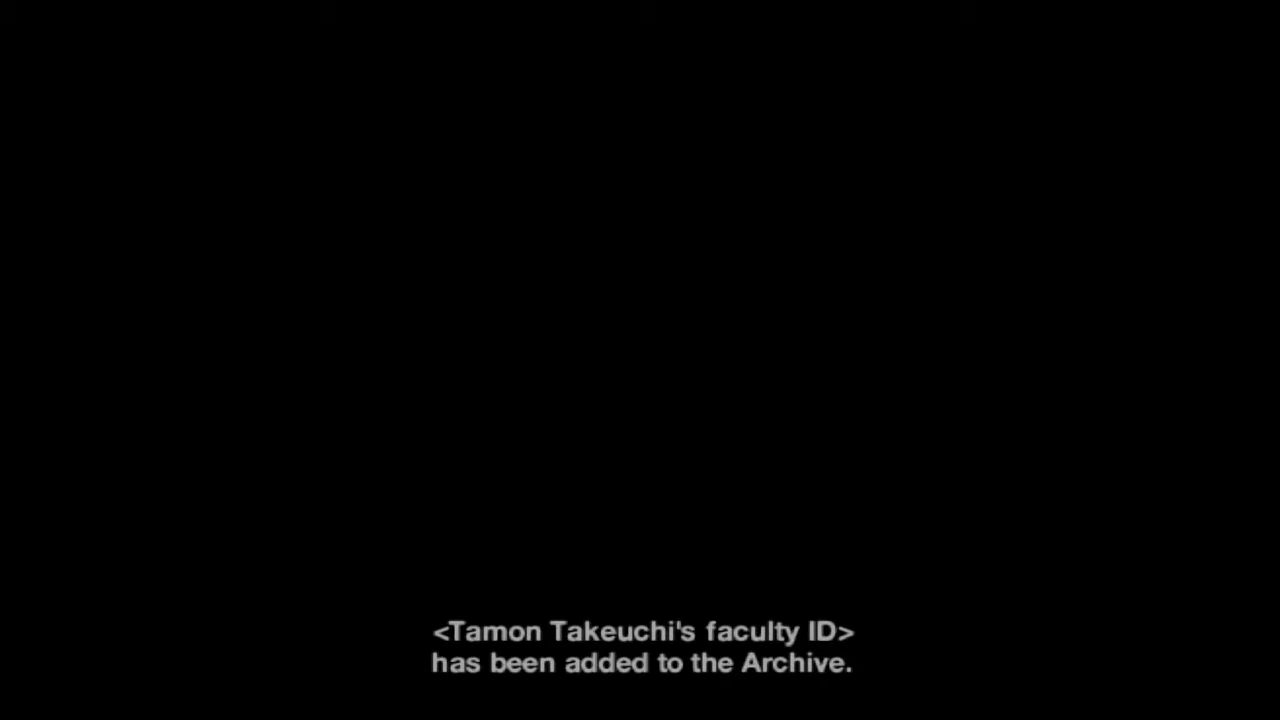 <Tamon Takeuchi's faculty ID>
has been added to the Archive.